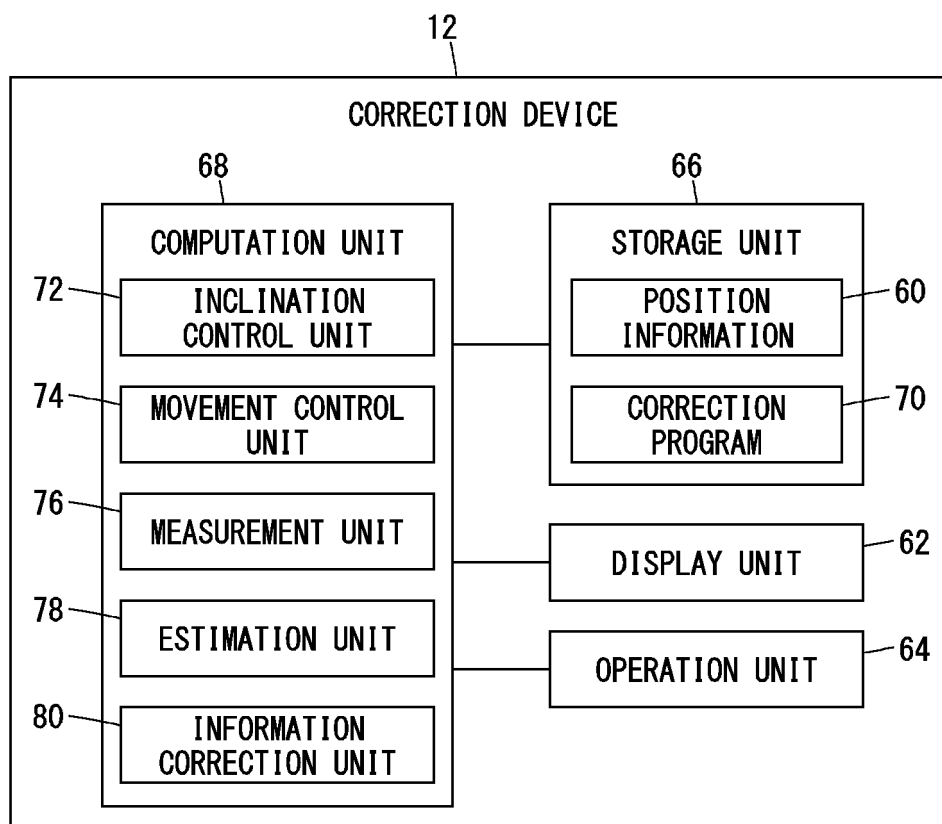 12
CORRECTION DEVICE
68
COMPUTATION UNIT
72
INCLINATION
CONTROL UNIT
74
MOVEMENT CONTROL
UNIT
76
MEASUREMENT UNIT
78
ESTIMATION UNIT
80
INFORMATION
CORRECTION UNIT
66
STORAGE UNIT
POSITION
INFORMATION
60
CORRECTION
PROGRAM
70
DISPLAY UNIT
62
OPERATION UNIT
64